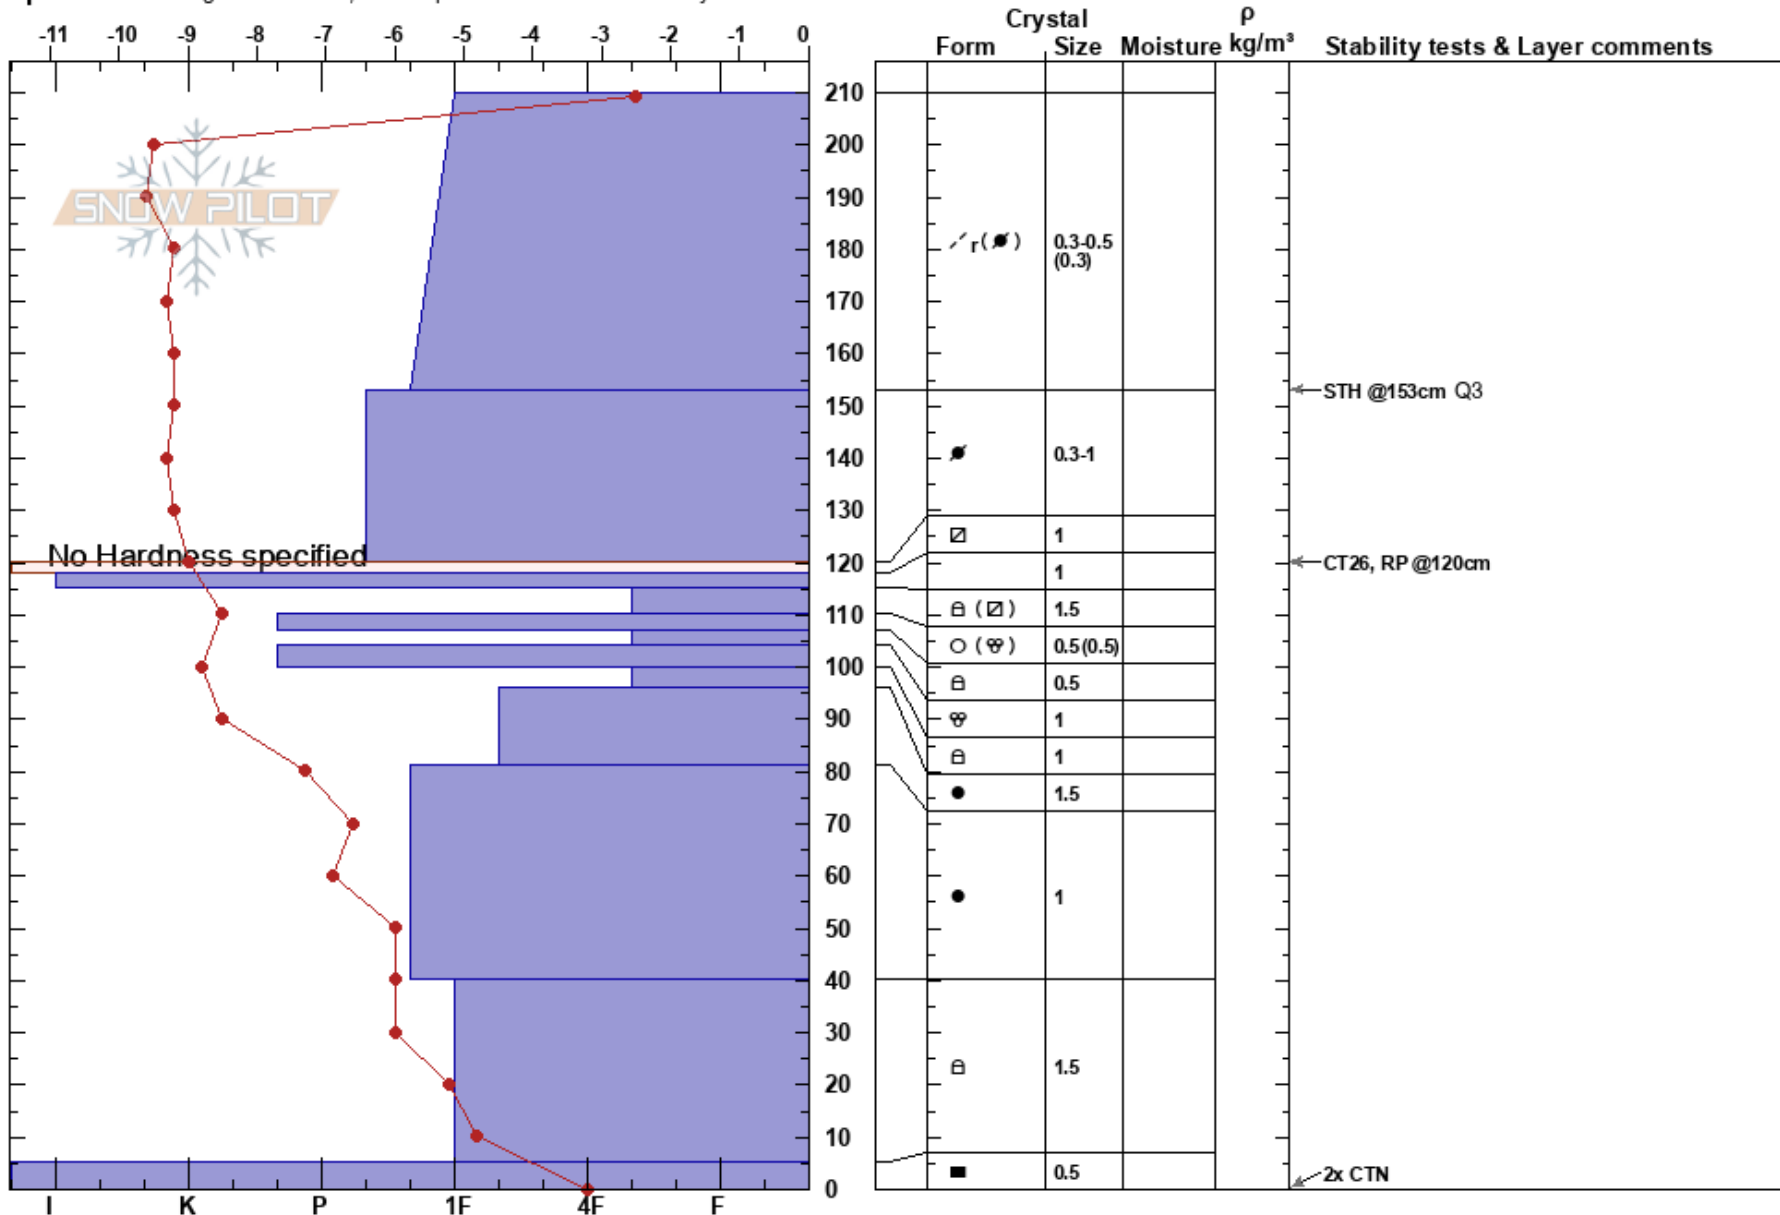 -11 -10 -9 -8 -7 -6 -5 -4 -3 -2 -1 0
Crystal
Form Size Moisture ρ kg/m³ Stability tests & Layer comments
SNOW PILOT
210
200
190
180
170
160
150
140
130
120
110
100
90
80
70
60
50
40
30
20
10
0
r( ) 0.3-0.5
(0.3)
STH @153cm Q3
0.3-1
1
No Hardness specified
CT26, RP @120cm
1
( ) 1.5
( ) 0.5(0.5)
0.5
1
1
1.5
1
1.5
0.5
2x CTN
I K P 1F 4F F